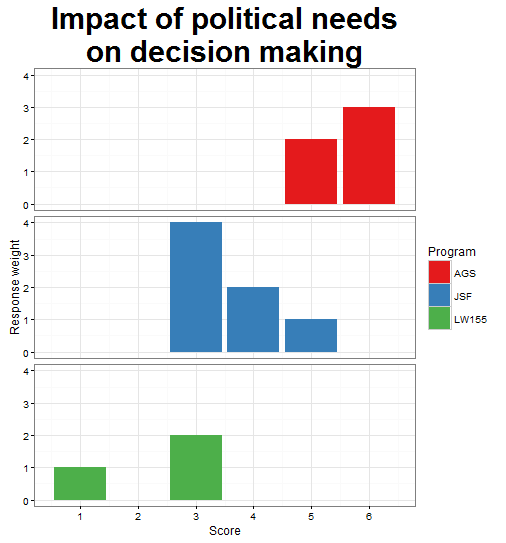 Impact of political needs
on decision making
4
3
2
1
0
4
3
2
1
0
4
3
2
1
0
Response weight
1 2 3 4 5 6
Score
Program
AGS
JSF
LW155